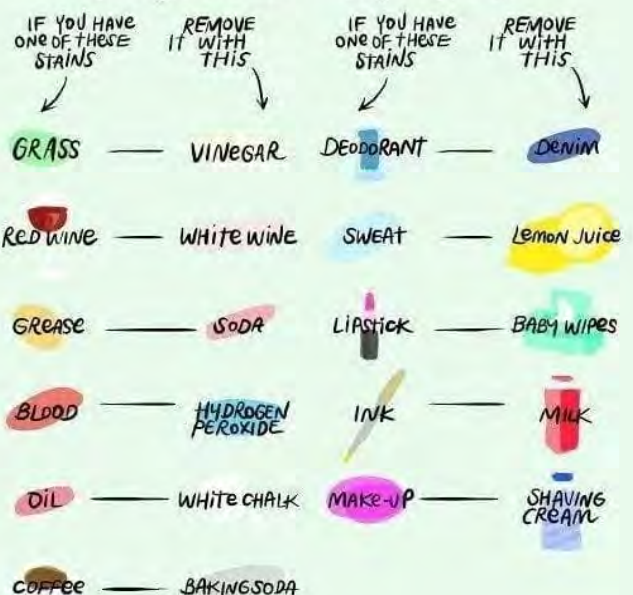 IF YOU HAVE
ONE OF THESE
STAINS
REMOVE
IT WITH
THIS
GRASS — VINEGAR
RED WINE — WHITE WINE
GREASE — SODA
BLOOD — HYDROGEN
PEROXIDE
OIL — WHITE CHALK
COFFEE — BAKING SODA
IF YOU HAVE
ONE OF THESE
STAINS
REMOVE
IT WITH
THIS
DEODORANT — DENIM
SWEAT — LEMON JUICE
LIPSTICK — BABY WIPES
INK — MILK
MAKE-UP — SHAVING
CREAM